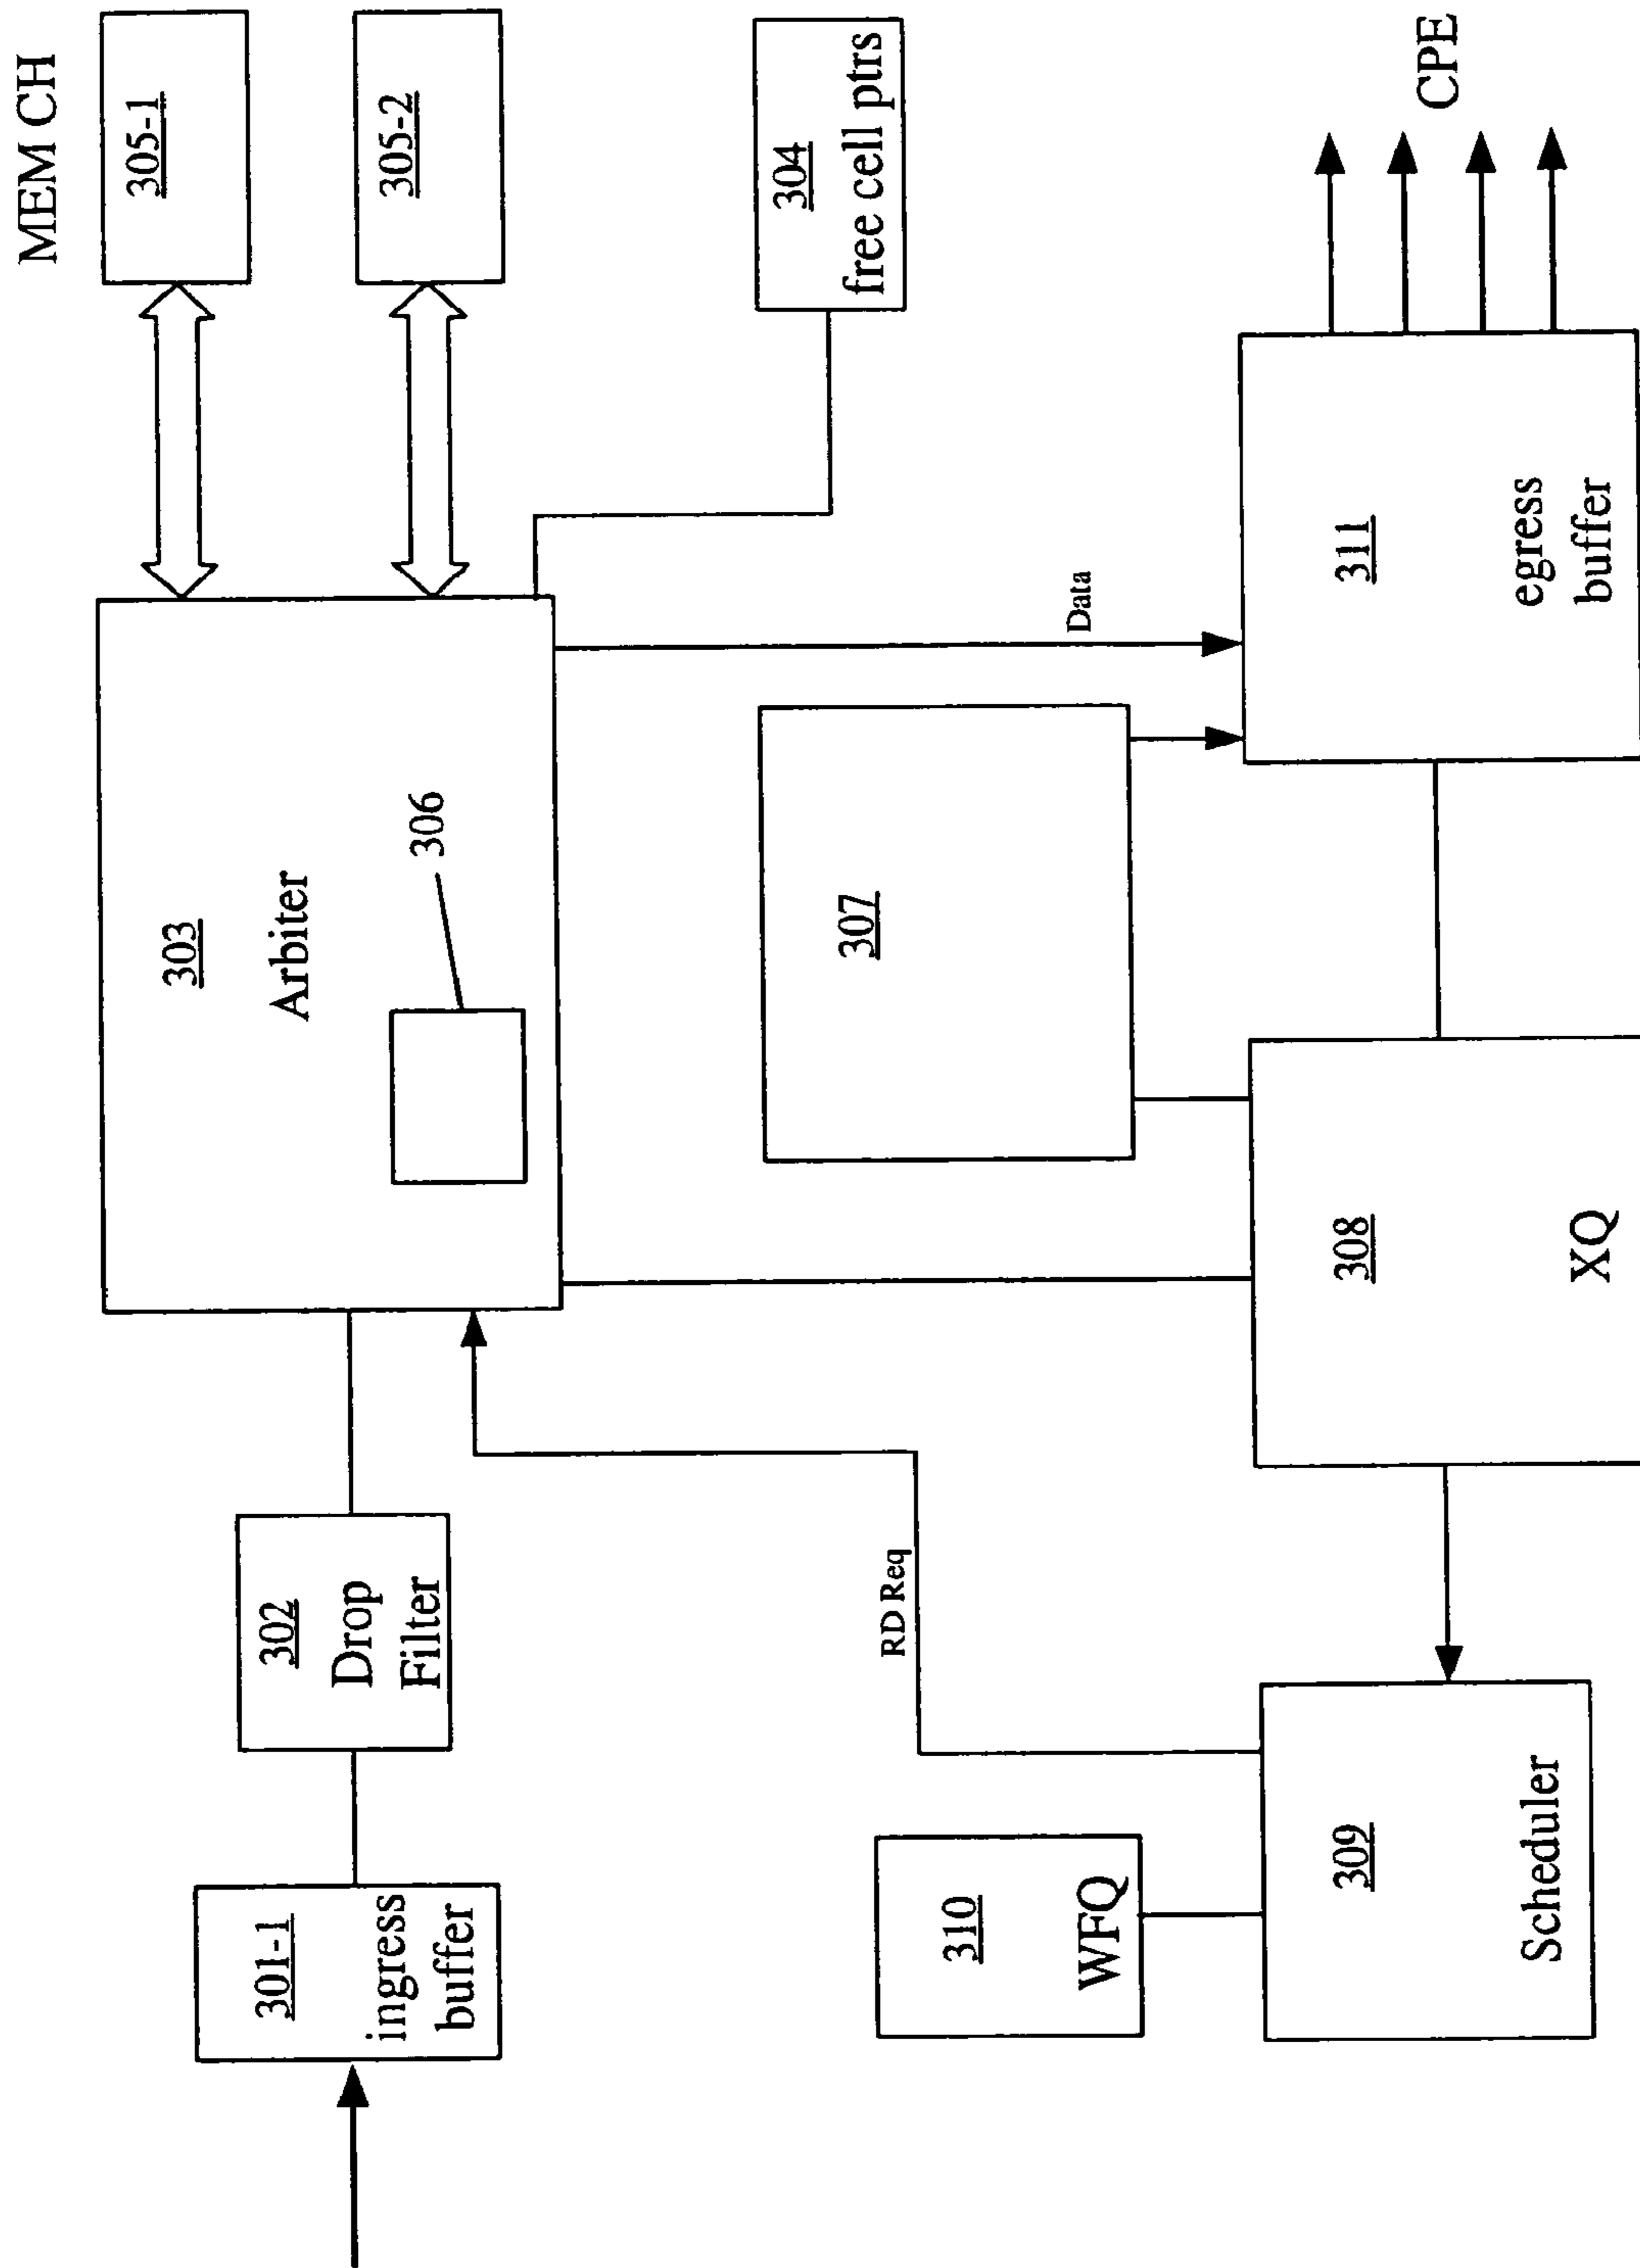 MEM CH
305-1
305-2
304
free cell ptrs
303
Arbiter
306
302
Drop
Filter
301-1
ingress
buffer
RD Req
Data
307
310
WFQ
309
Scheduler
308
XQ
311
egress
buffer
CPE